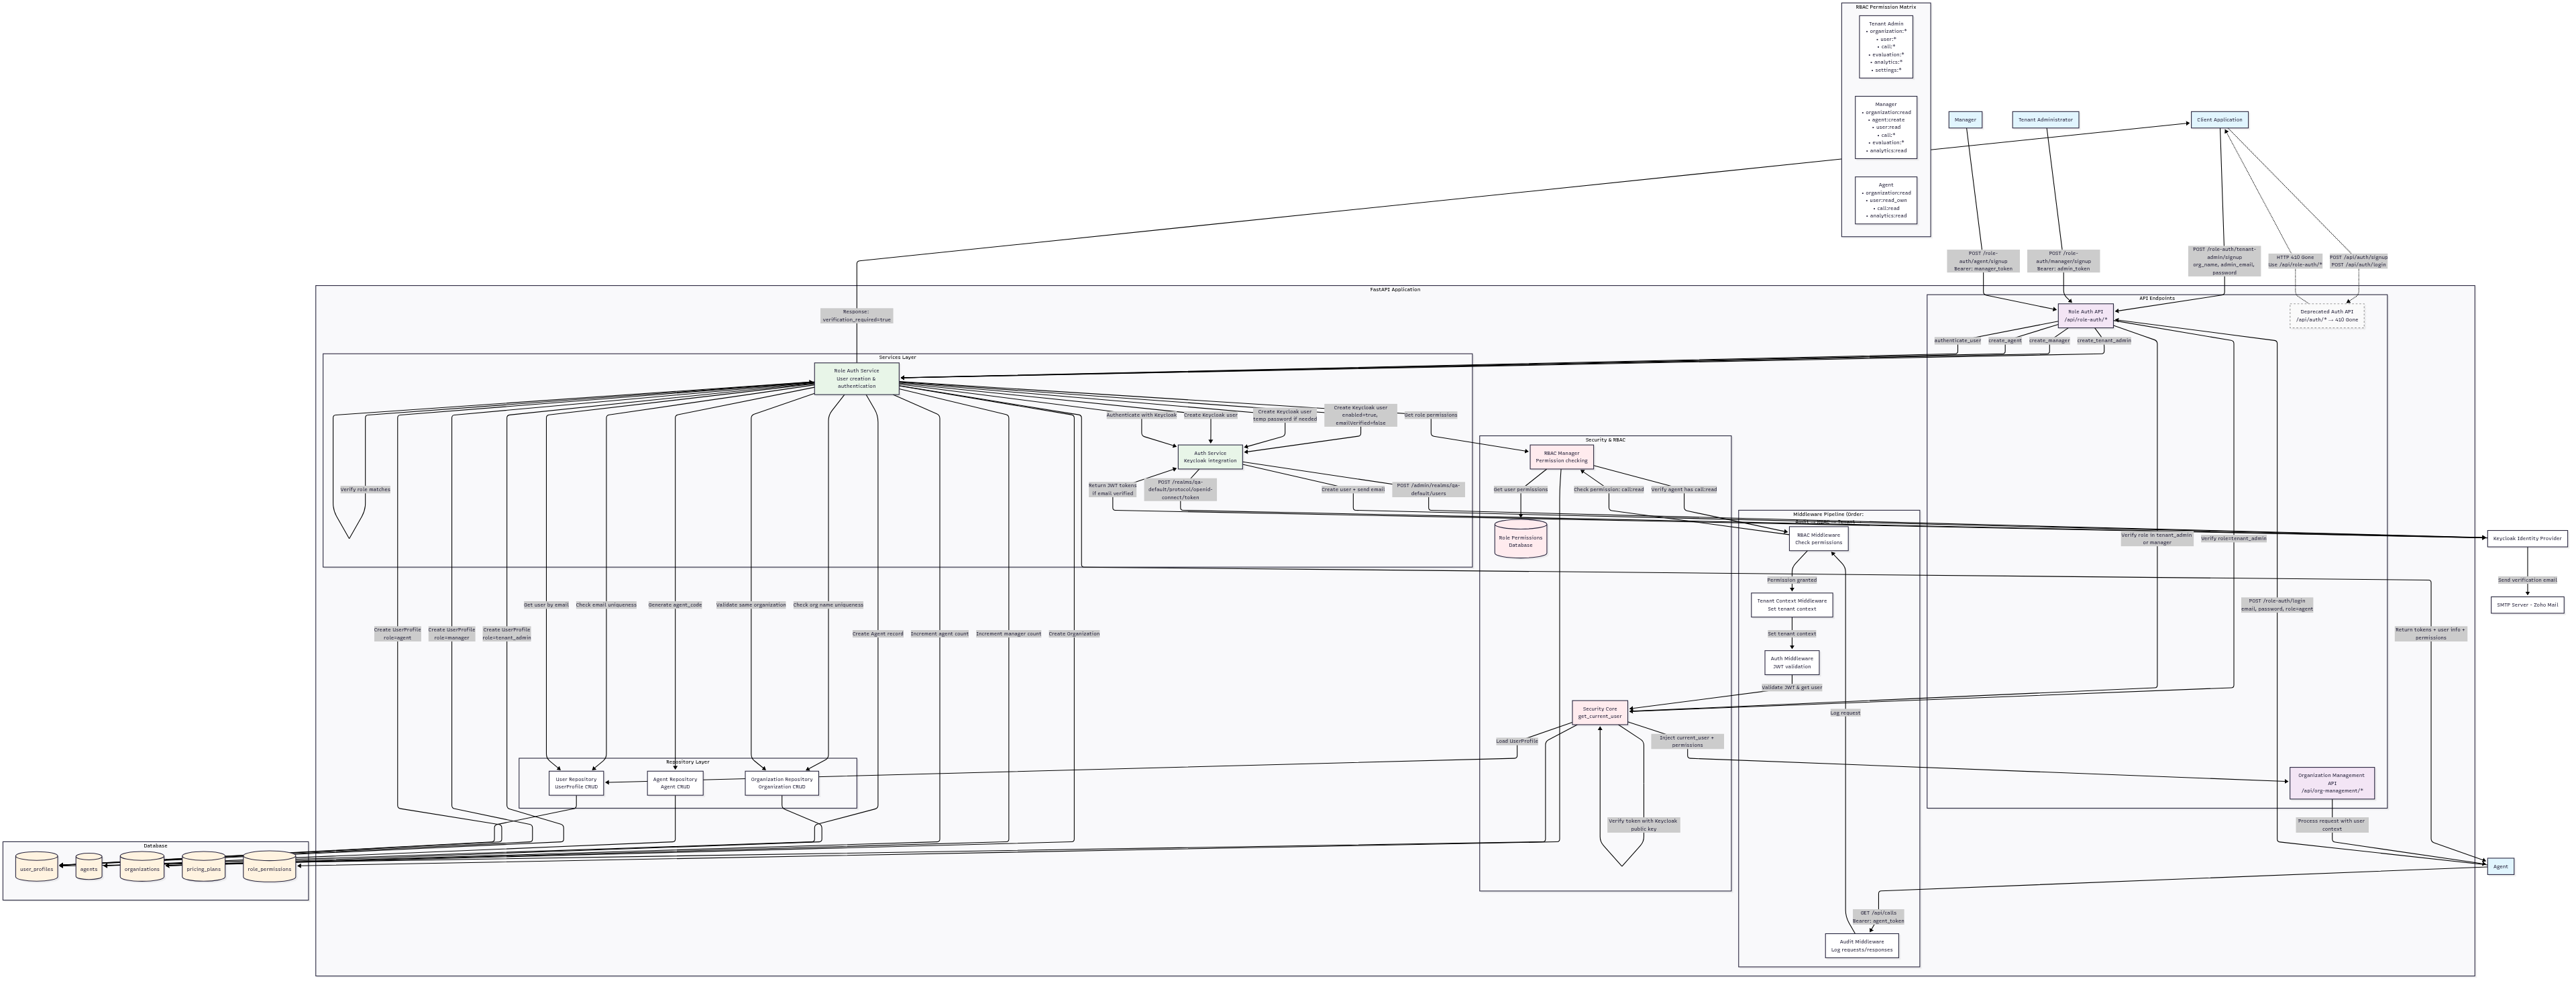 RBAC Permission Matrix
Tenant Admin
• organization:*
• user:*
• call:*
• evaluation:*
• analytics:*
• settings:*
Manager
• organization:read
• agent:create
• user:read
• call:*
• evaluation:*
• analytics:read
Agent
• organization:read
• user:read_own
• call:read
• analytics:read
Manager
Tenant Administrator
Client Application
POST /role-
auth/agent/signup
Bearer: manager_token
POST /role-
auth/manager/signup
Bearer: admin_token
POST /role-auth/tenant-
admin/signup
org_name, admin_email,
password
HTTP 410 Gone
Use /api/role-auth/*
POST /api/auth/signup
POST /api/auth/login
FastAPI Application
API Endpoints
Role Auth API
/api/role-auth/*
Deprecated Auth API
/api/auth/* → 410 Gone
authenticate_user
create_agent
create_manager
create_tenant_admin
Response:
verification_required=true
Services Layer
Role Auth Service
User creation &
authentication
Authenticate with Keycloak
Create Keycloak user
Create Keycloak user
temp password if needed
Create Keycloak user
enabled=true,
emailVerified=false
Get role permissions
Auth Service
Keycloak integration
Verify role matches
Return JWT tokens
if email verified
POST /realms/qa-
default/protocol/openid-
connect/token
Create user + send email
POST /admin/realms/qa-
default/users
Security & RBAC
RBAC Manager
Permission checking
Get user permissions
Check permission: call:read
Verify agent has call:read
Role Permissions
Database
Middleware Pipeline (Order:
RBAC Middleware
Check permissions
Permission granted
Tenant Context Middleware
Set tenant context
Set tenant context
Auth Middleware
JWT validation
Validate JWT & get user
Security Core
get_current_user
Log request
Load UserProfile
Inject current_user +
permissions
Verify token with Keycloak
public key
Verify role in tenant_admin
or manager
Verify role=tenant_admin
POST /role-auth/login
email, password, role=agent
Keycloak Identity Provider
Send verification email
SMTP Server - Zoho Mail
Return tokens + user info +
permissions
Get user by email
Check email uniqueness
Generate agent_code
Validate same organization
Check org name uniqueness
Create UserProfile
role=agent
Create UserProfile
role=manager
Create UserProfile
role=tenant_admin
Create Agent record
Increment agent count
Increment manager count
Create Organization
Repository Layer
User Repository
UserProfile CRUD
Agent Repository
Agent CRUD
Organization Repository
Organization CRUD
Organization Management
API
/api/org-management/*
Process request with user
context
Database
user_profiles
agents
organizations
pricing_plans
role_permissions
Agent
GET /api/calls
Bearer: agent_token
Audit Middleware
Log requests/responses